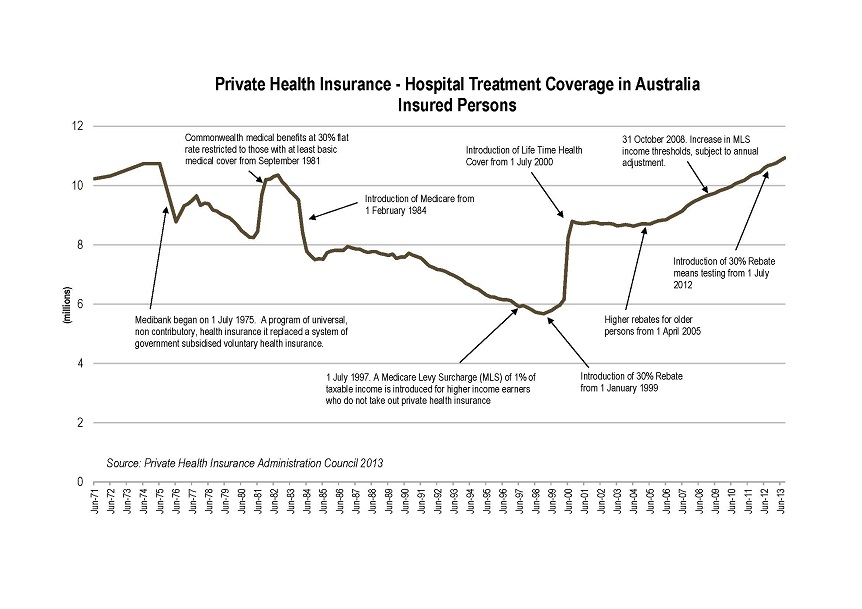 Private Health Insurance - Hospital Treatment Coverage in Australia
Insured Persons
12
10
8
6
4
2
0
(millions)
Commonwealth medical benefits at 30% flat
rate restricted to those with at least basic
medical cover from September 1981
Introduction of Medicare from
1 February 1984
Introduction of Life Time Health
Cover from 1 July 2000
31 October 2008. Increase in MLS
income thresholds, subject to annual
adjustment.
Introduction of 30% Rebate
means testing from 1 July
2012
Medibank began on 1 July 1975.  A program of universal,
non contributory, health insurance it replaced a system of
government subsidised voluntary health insurance.
Higher rebates for older
persons from 1 April 2005
1 July 1997. A Medicare Levy Surcharge (MLS) of 1% of
taxable income is introduced for higher income earners
who do not take out private health insurance
Introduction of 30% Rebate
from 1 January 1999
Source: Private Health Insurance Administration Council 2013
Jun-71
Jun-72
Jun-73
Jun-74
Jun-75
Jun-76
Jun-77
Jun-78
Jun-79
Jun-80
Jun-81
Jun-82
Jun-83
Jun-84
Jun-85
Jun-86
Jun-87
Jun-88
Jun-89
Jun-90
Jun-91
Jun-92
Jun-93
Jun-94
Jun-95
Jun-96
Jun-97
Jun-98
Jun-99
Jun-00
Jun-01
Jun-02
Jun-03
Jun-04
Jun-05
Jun-06
Jun-07
Jun-08
Jun-09
Jun-10
Jun-11
Jun-12
Jun-13